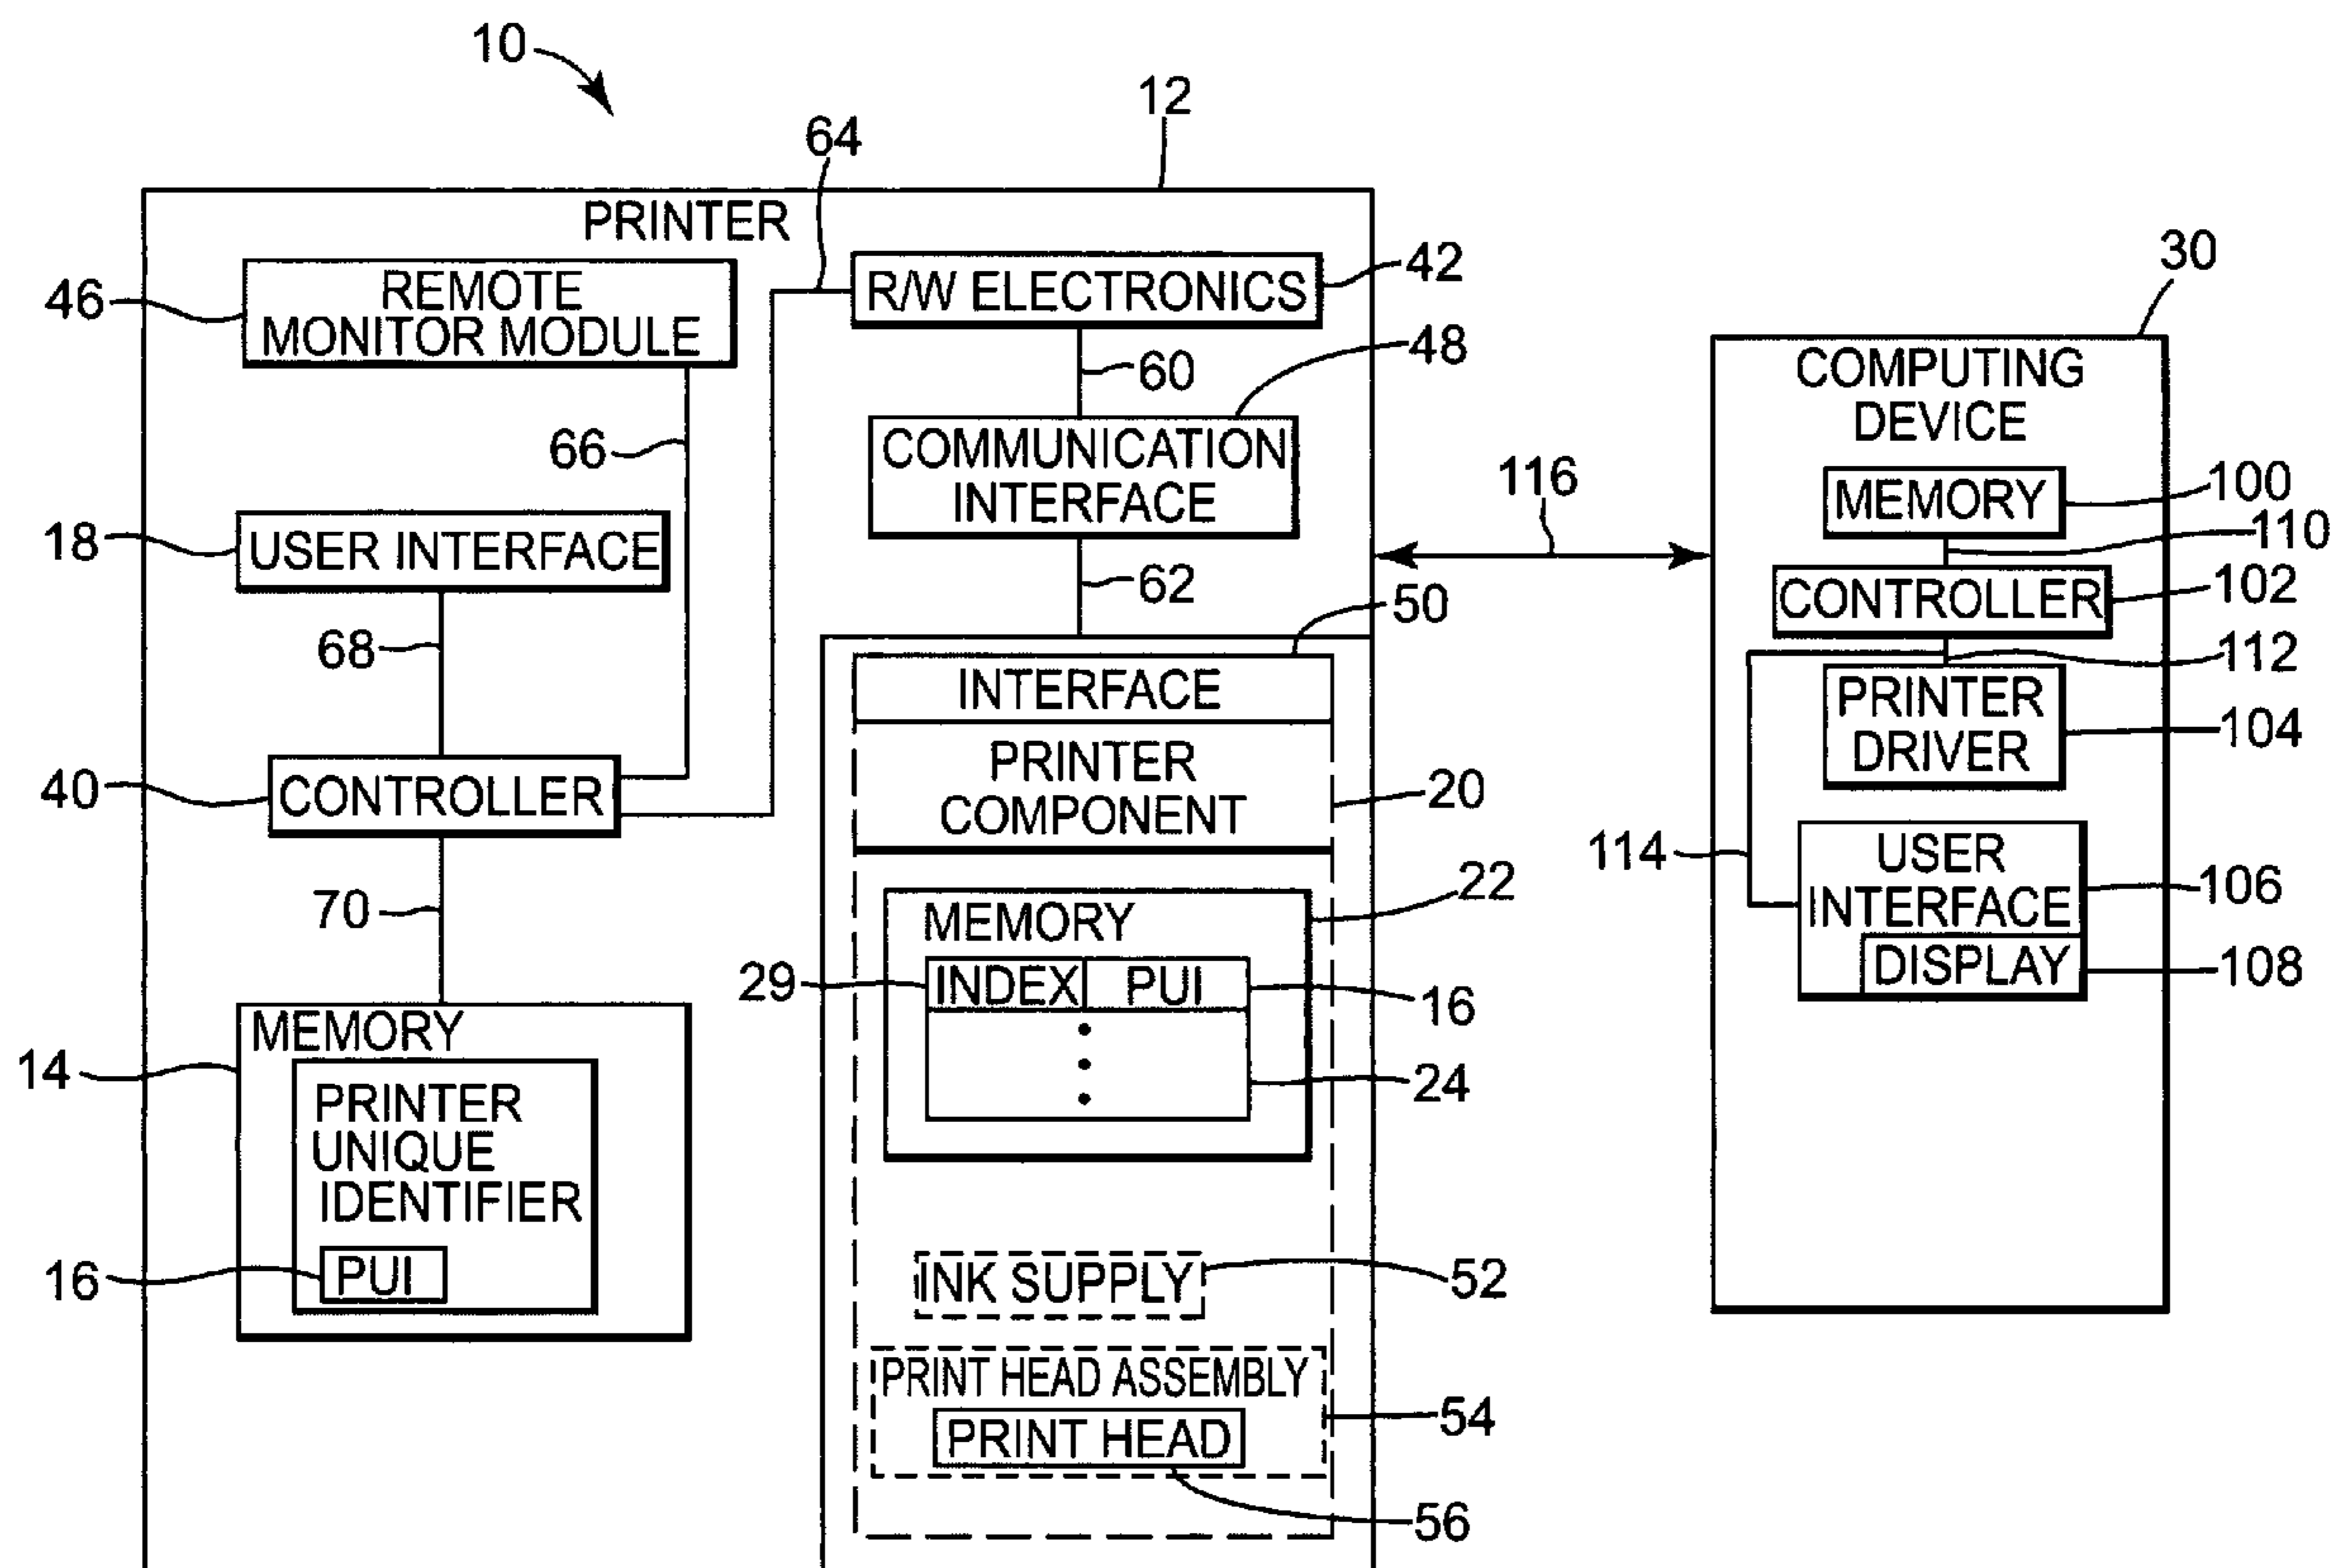 10
12
64
PRINTER
46
REMOTE
MONITOR MODULE
R/W ELECTRONICS
42
30
60
48
COMPUTING
DEVICE
66
COMMUNICATION
INTERFACE
116
MEMORY
100
110
18
USER INTERFACE
62
50
CONTROLLER
102
68
112
INTERFACE
PRINTER
DRIVER
104
40
CONTROLLER
PRINTER
COMPONENT
20
114
USER
INTERFACE
106
DISPLAY
108
70
22
MEMORY
29
INDEX
PUI
16
24
14
MEMORY
PRINTER
UNIQUE
IDENTIFIER
16
PUI
INK SUPPLY
52
PRINT HEAD ASSEMBLY
54
PRINT HEAD
56